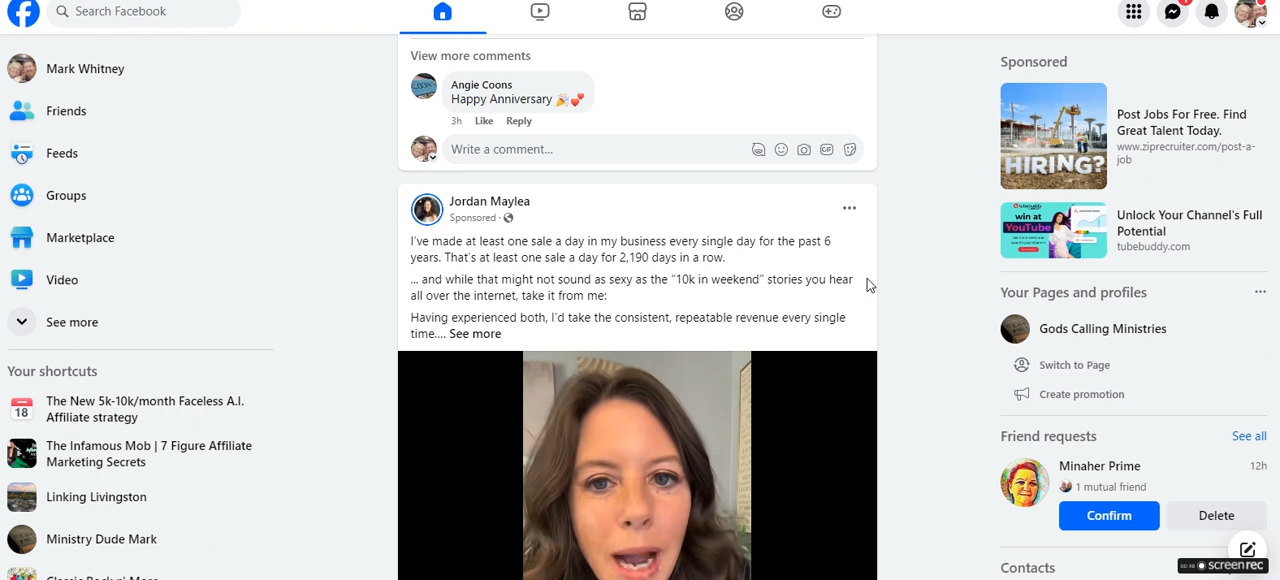 Search Facebook
Mark Whitney
Friends
Feeds
Groups
Marketplace
Video
See more
Your shortcuts
18
The New 5k-10k/month Faceless A.I.
Affiliate strategy
The Infamous Mob | 7 Figure Affiliate
Marketing Secrets
Linking Livingston
Ministry Dude Mark
View more comments
Angie Coons
Happy Anniversary 🎉💕
3h Like Reply
Write a comment...
GIF
Jordan Maylea
Sponsored ·
I've made at least one sale a day in my business every single day for the past 6
years. That's at least one sale a day for 2,190 days in a row.
... and while that might not sound as sexy as the "10k in weekend" stories you hear
all over the internet, take it from me:
Having experienced both, I'd take the consistent, repeatable revenue every single
time.... See more
Sponsored
HIRING?
Post Jobs For Free. Find
Great Talent Today.
www.ziprecruiter.com/post-a-
job
win at
YouTube
Unlock Your Channel's Full
Potential
tubebuddy.com
Your Pages and profiles
Gods Calling Ministries
Switch to Page
Create promotion
Friend requests
See all
Minaher Prime
12h
1 mutual friend
Confirm
Delete
Contacts
screenrec